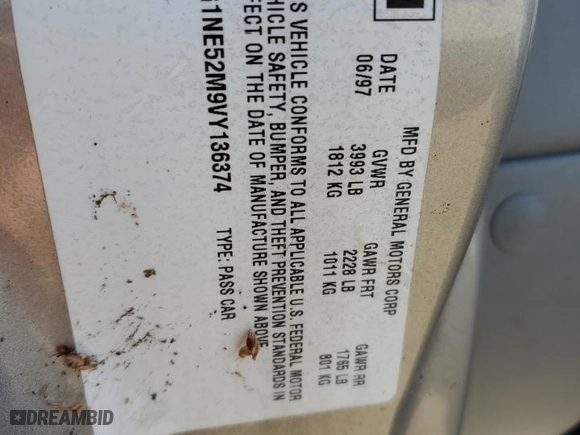 MFD BY GENERAL MOTORS CORP
DATE GVWR GAWR FRT GAWR RR
06/97 3993 LB 2228 LB 1765 LB
1812 KG 1011 KG 801 KG
S VEHICLE CONFORMS TO ALL APPLICABLE U.S. FEDERAL MOTOR
HICLE SAFETY, BUMPER, AND THEFT PREVENTION STANDARDS IN
FECT ON THE DATE OF MANUFACTURE SHOWN ABOVE
G1NE52M9VY136374 TYPE: PASS CAR
DREAMBID